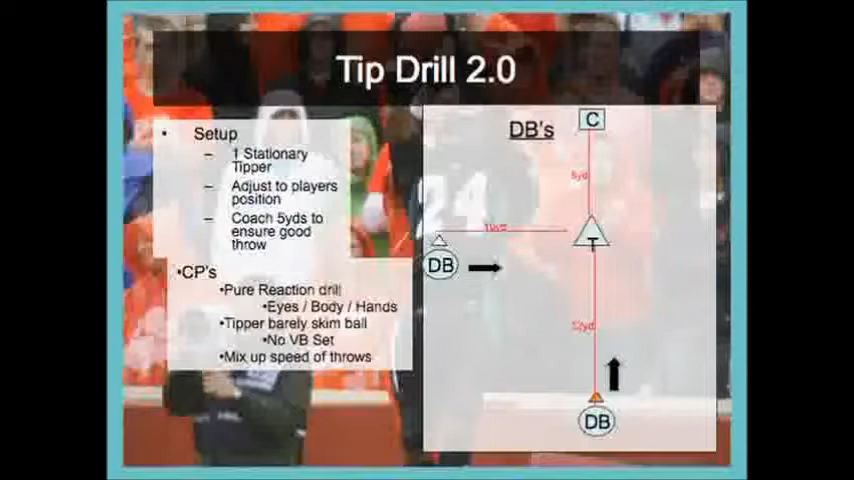 Tip Drill 2.0
• Setup
– 1 Stationary
Tipper
– Adjust to players
position
– Coach 5yds to
ensure good
throw
•CP's
•Pure Reaction drill
•Eyes / Body / Hands
•Tipper barely skim ball
•No VB Set
•Mix up speed of throws
DB's
C
T
DB
DB
24